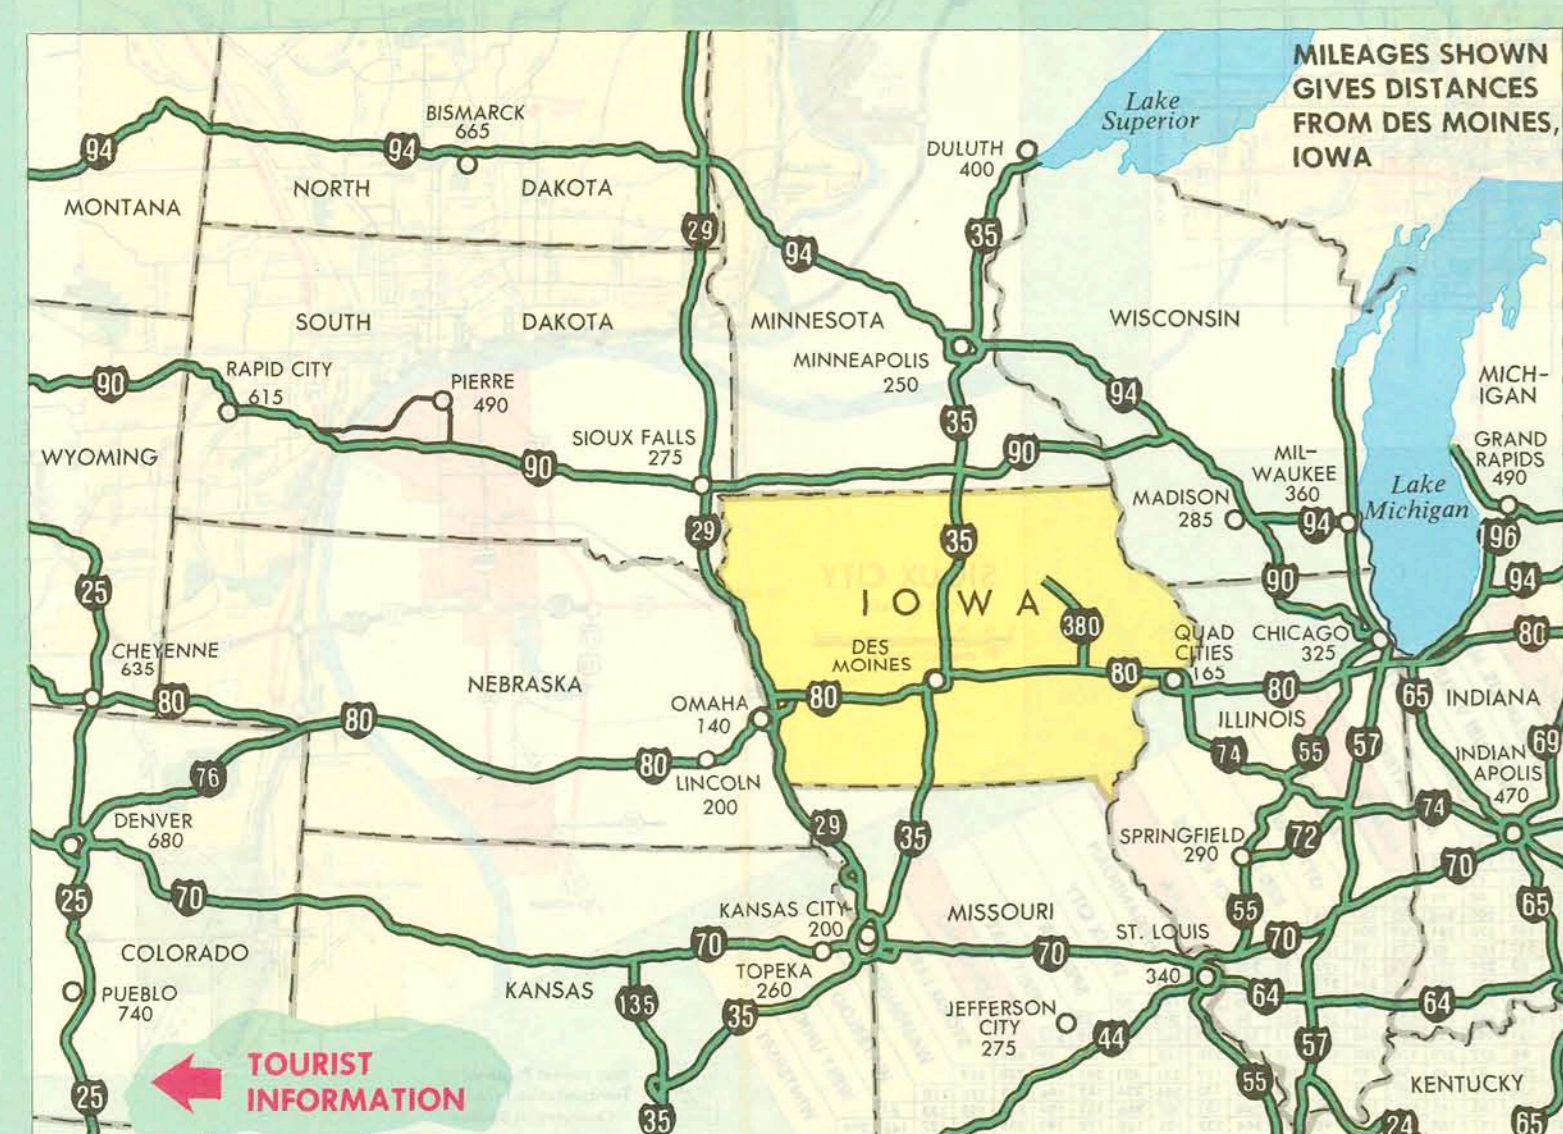 MILEAGES SHOWN
GIVES DISTANCES
FROM DES MOINES,
IOWA
Lake
Superior
BISMARCK
665
94
94
DULUTH
400
NORTH DAKOTA
MONTANA
29
35
94
SOUTH DAKOTA
MINNESOTA
WISCONSIN
MINNEAPOLIS
250
RAPID CITY
615
90
PIERRE
490
94
MICH-
IGAN
35
SIOUX FALLS
275
90
90
WYOMING
GRAND
RAPIDS
490
MIL-
WAUKEE
360
MADISON
285
94
Lake
Michigan
29
35
96
90
94
25
IOWA
380
80
CHEYENNE
635
DES
MOINES
QUAD
CITIES
165
CHICAGO
325
80
NEBRASKA
80
80
80
65
INDIANA
OMAHA
140
80
ILLINOIS
74
55
57
69
76
80
LINCOLN
200
INDIAN
APOLIS
470
DENVER
680
29
35
SPRINGFIELD
290
72
74
70
25
70
55
65
KANSAS CITY
200
MISSOURI
ST. LOUIS
340
70
70
70
COLORADO
TOPEKA
260
KANSAS
PUEBLO
740
135
35
JEFFERSON
CITY
275
44
64
64
57
TOURIST
INFORMATION
25
35
55
KENTUCKY
24
65
SIOUX CITY